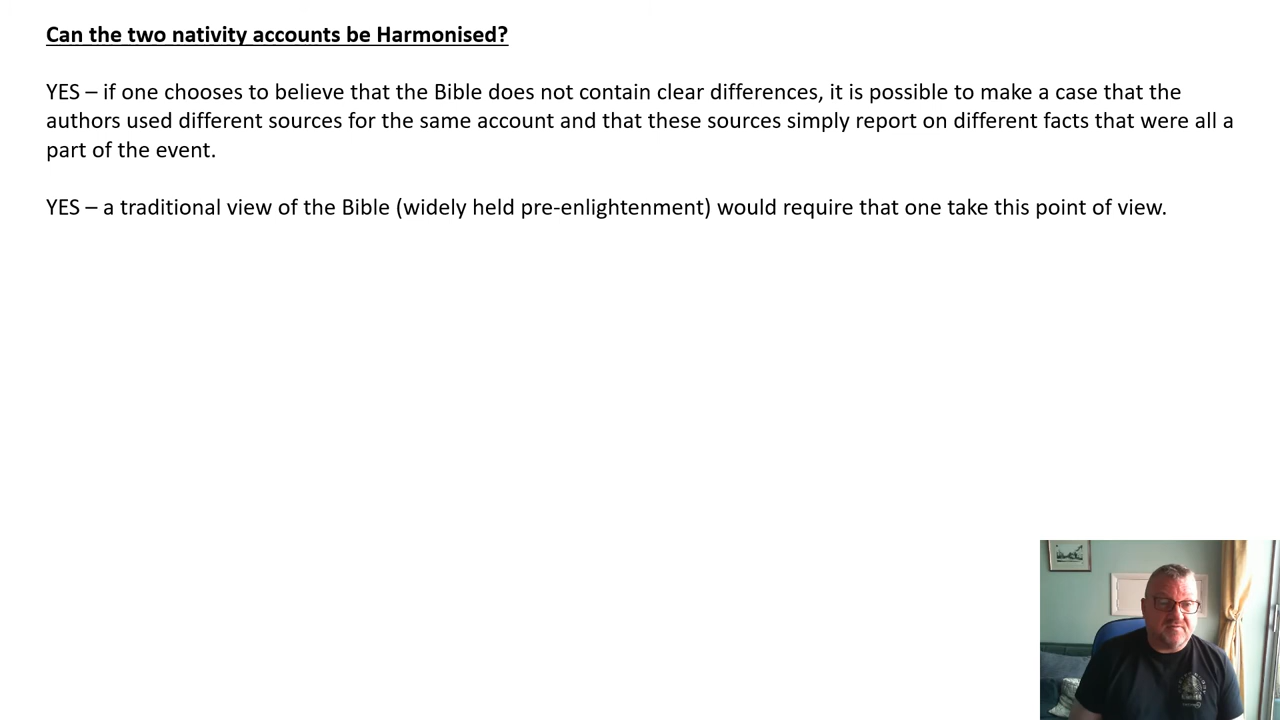 Can the two nativity accounts be Harmonised?
YES – if one chooses to believe that the Bible does not contain clear differences, it is possible to make a case that the
authors used different sources for the same account and that these sources simply report on different facts that were all a
part of the event.
YES – a traditional view of the Bible (widely held pre-enlightenment) would require that one take this point of view.